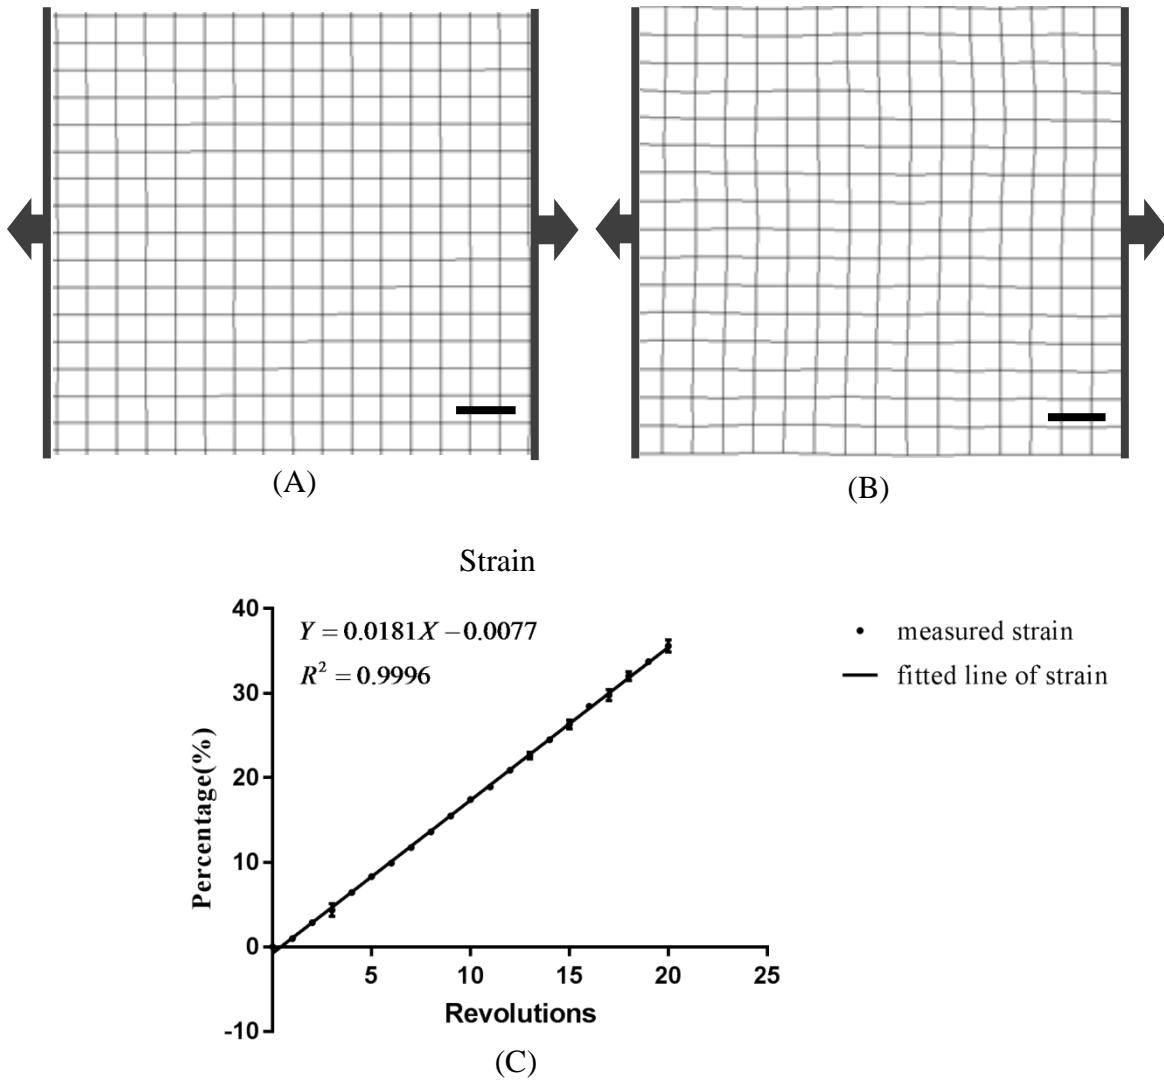 (A)
(B)
Strain
Y = 0.0181X − 0.0077
R² = 0.9996
measured strain
fitted line of strain
Percentage(%)
40
30
20
10
0
-10
5 10 15 20 25
Revolutions
(C)